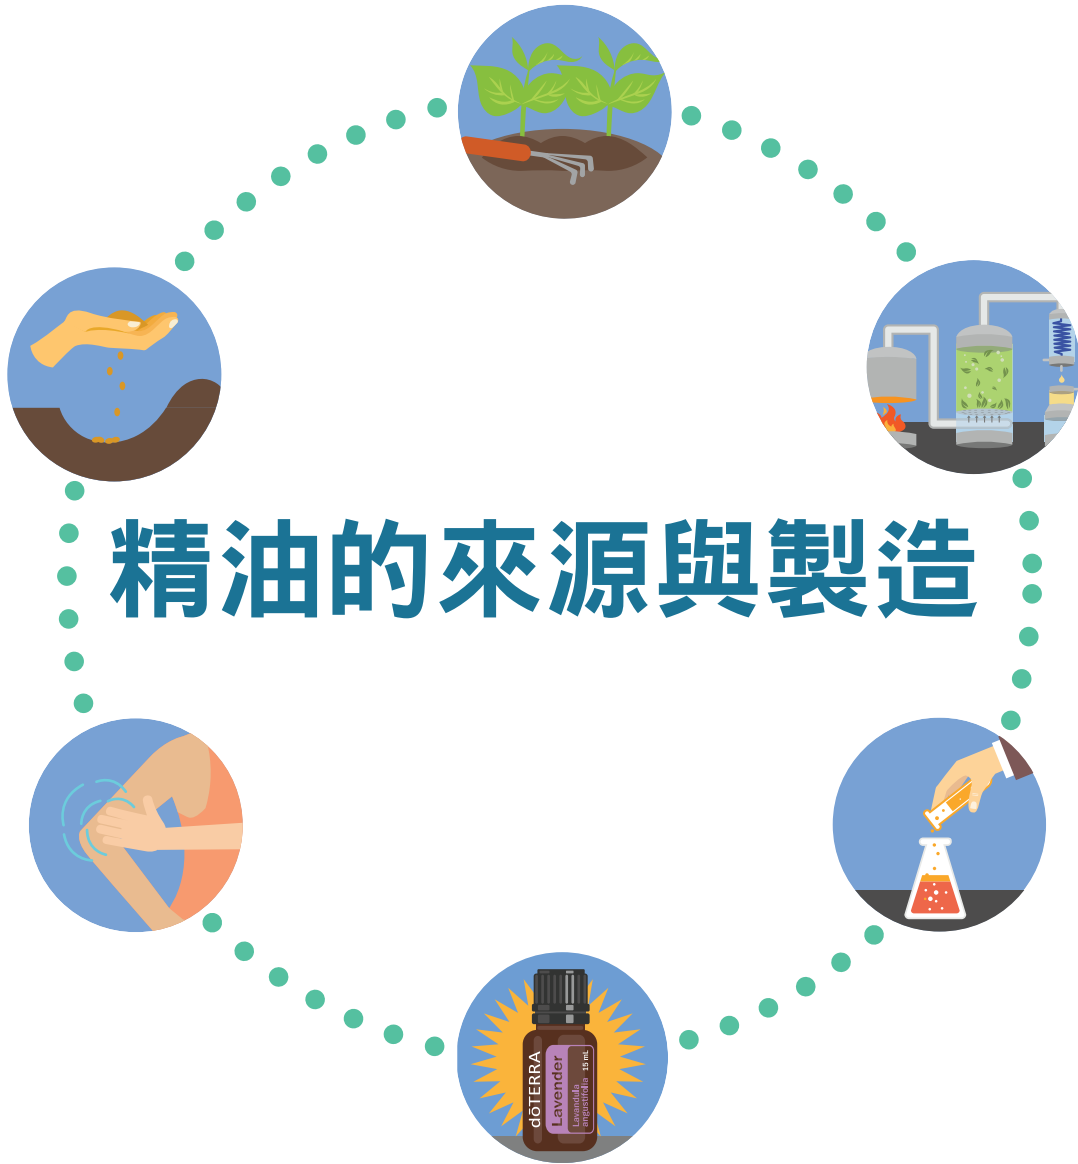 精油的來源與製造
dōTERRA
Lavender
Lavandula
angustifolia 15 mL